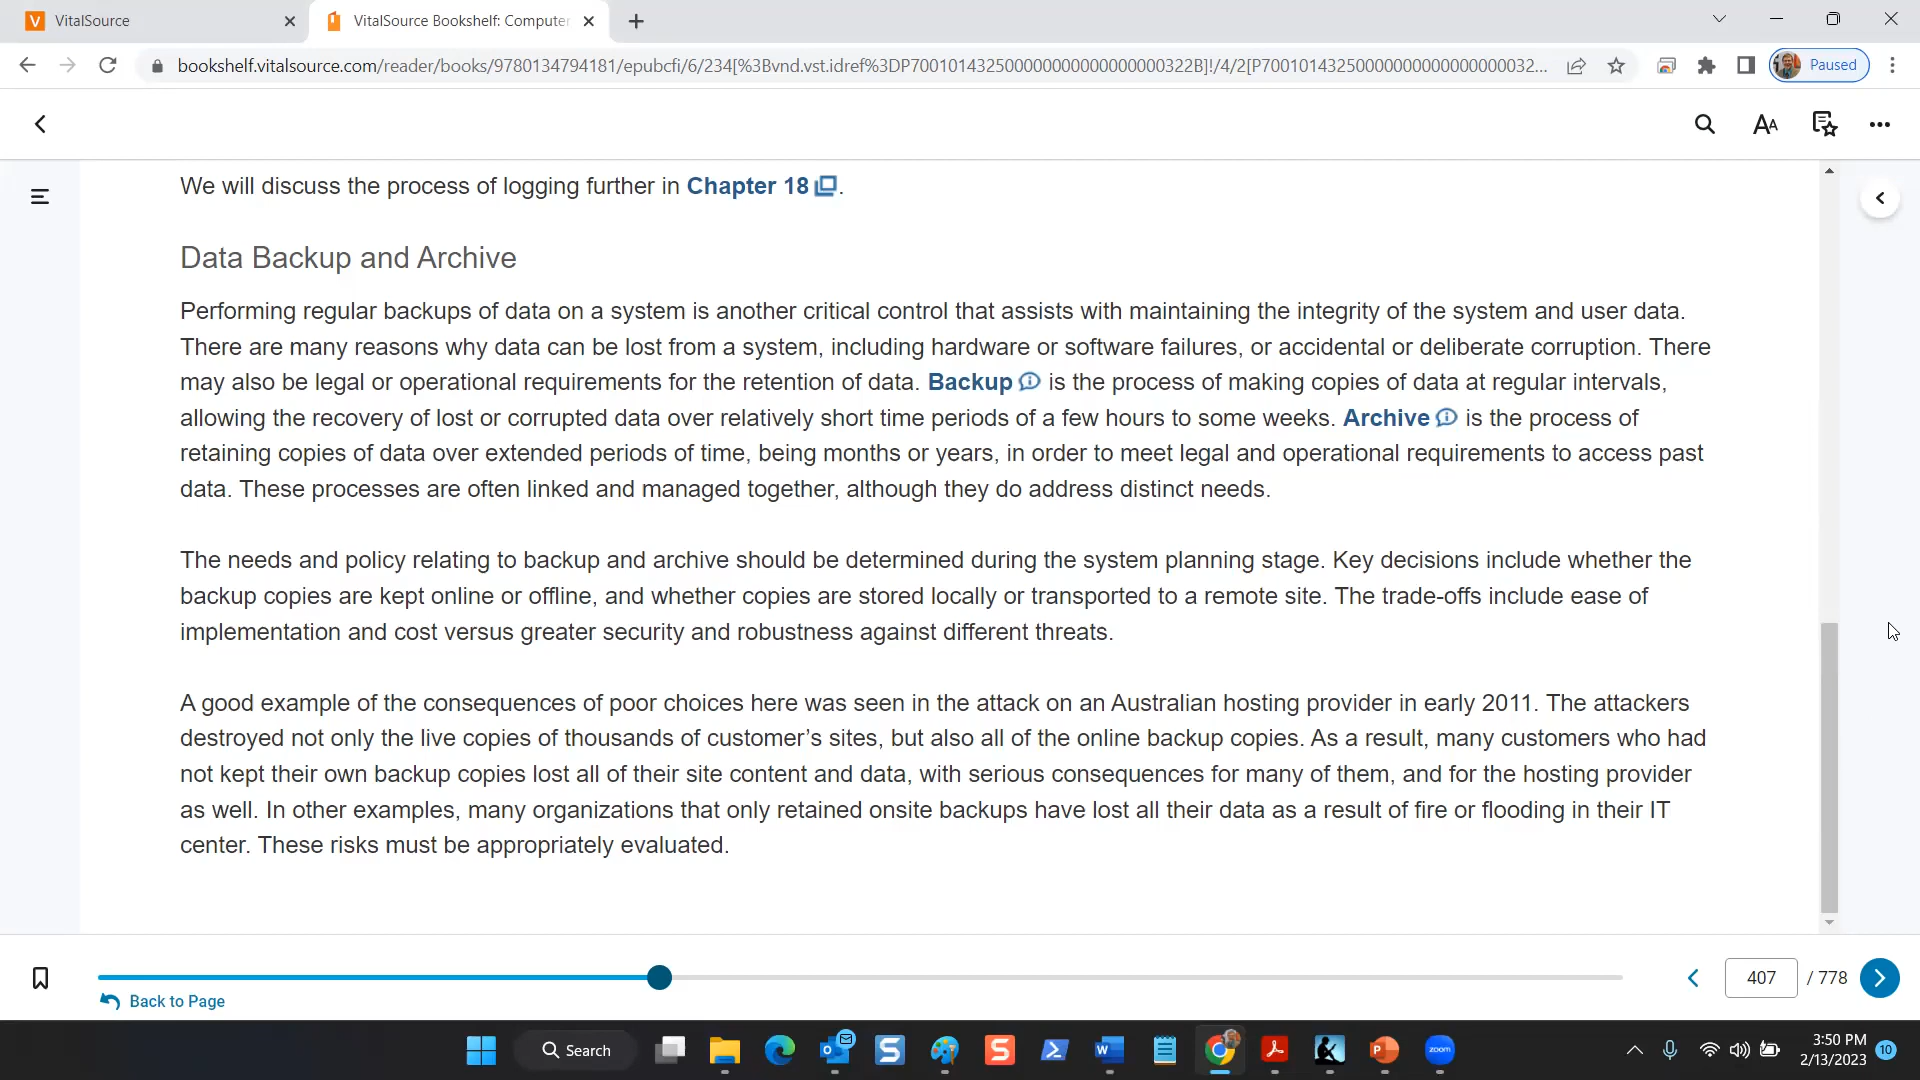 VitalSource
VitalSource Bookshelf: Computer
bookshelf.vitalsource.com/reader/books/9780134794181/epubcfi/6/234[%3Bvnd.vst.idref%3DP70010143250000000000000000322B]!/4/2[P70010143250000000000000000032...
Paused
We will discuss the process of logging further in Chapter 18.
Data Backup and Archive
Performing regular backups of data on a system is another critical control that assists with maintaining the integrity of the system and user data.
There are many reasons why data can be lost from a system, including hardware or software failures, or accidental or deliberate corruption. There
may also be legal or operational requirements for the retention of data. Backup is the process of making copies of data at regular intervals,
allowing the recovery of lost or corrupted data over relatively short time periods of a few hours to some weeks. Archive is the process of
retaining copies of data over extended periods of time, being months or years, in order to meet legal and operational requirements to access past
data. These processes are often linked and managed together, although they do address distinct needs.
The needs and policy relating to backup and archive should be determined during the system planning stage. Key decisions include whether the
backup copies are kept online or offline, and whether copies are stored locally or transported to a remote site. The trade-offs include ease of
implementation and cost versus greater security and robustness against different threats.
A good example of the consequences of poor choices here was seen in the attack on an Australian hosting provider in early 2011. The attackers
destroyed not only the live copies of thousands of customer's sites, but also all of the online backup copies. As a result, many customers who had
not kept their own backup copies lost all of their site content and data, with serious consequences for many of them, and for the hosting provider
as well. In other examples, many organizations that only retained onsite backups have lost all their data as a result of fire or flooding in their IT
center. These risks must be appropriately evaluated.
407 / 778
Back to Page
Search
zoom
3:50 PM
2/13/2023
10